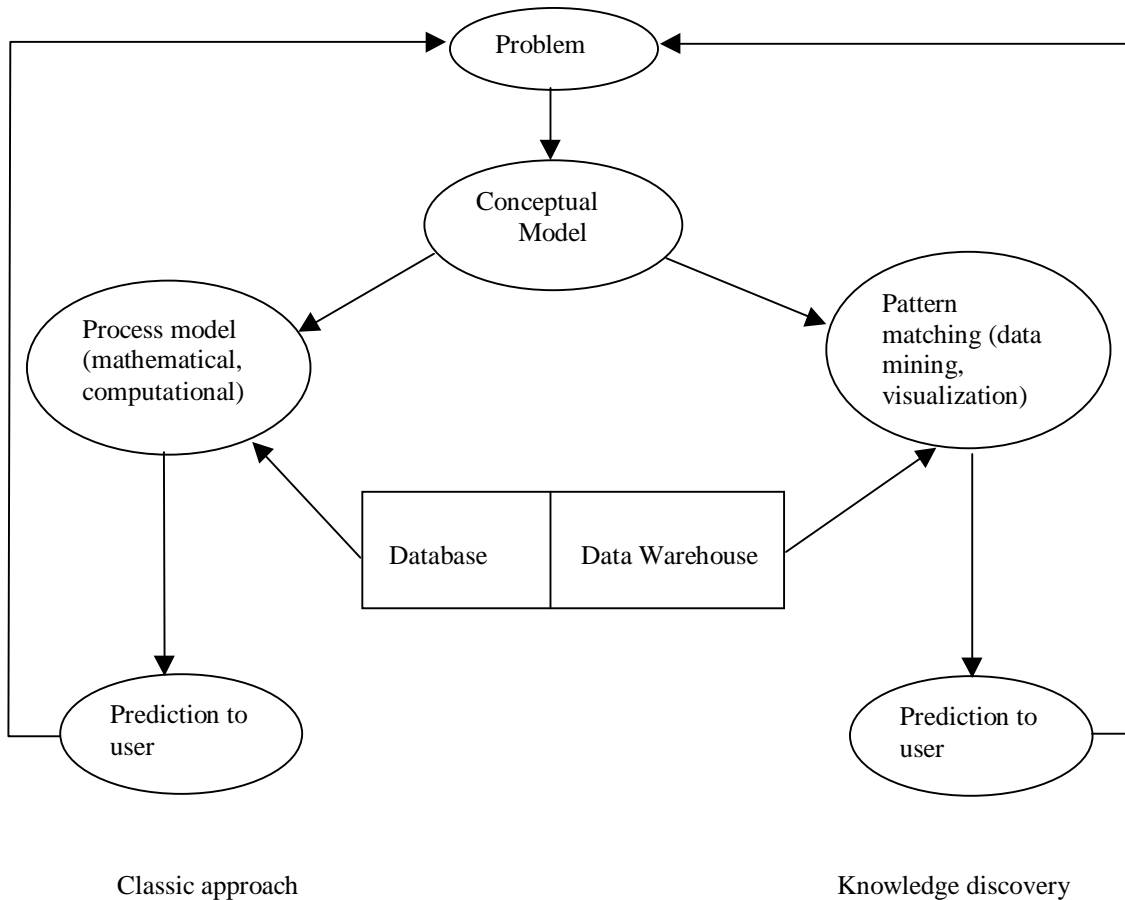 Problem
Conceptual
Model
Process model
(mathematical,
computational)
Pattern
matching (data
mining,
visualization)
Database
Data Warehouse
Prediction to
user
Prediction to
user
Classic approach
Knowledge discovery